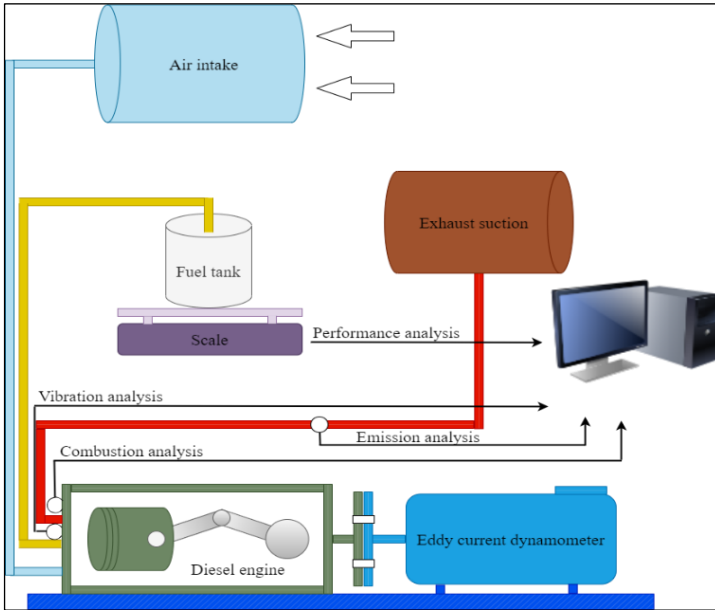 Air intake
Exhaust suction
Fuel tank
Scale
Performance analysis
Vibration analysis
Emission analysis
Combustion analysis
Eddy current dynamometer
Diesel engine